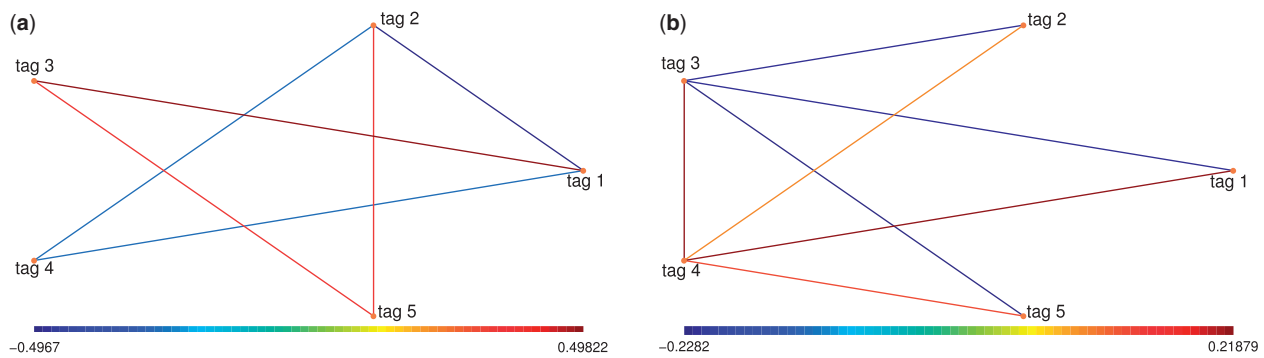 (a)
tag 2
tag 3
tag 1
tag 4
tag 5
−0.4967
0.49822
(b)
tag 2
tag 3
tag 1
tag 4
tag 5
−0.2282
0.21879